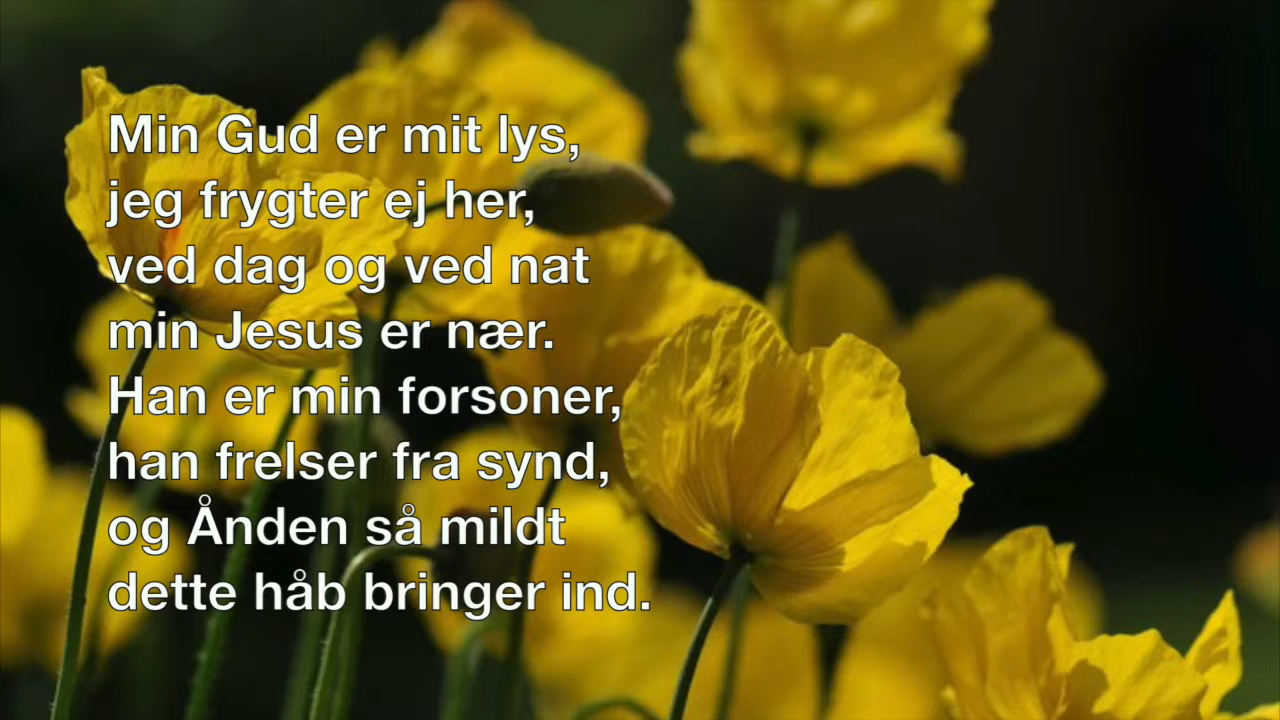 Min Gud er mit lys,
jeg frygter ej her,
ved dag og ved nat
min Jesus er nær.
Han er min forsoner,
han frelser fra synd,
og Ånden så mildt
dette håb bringer ind.